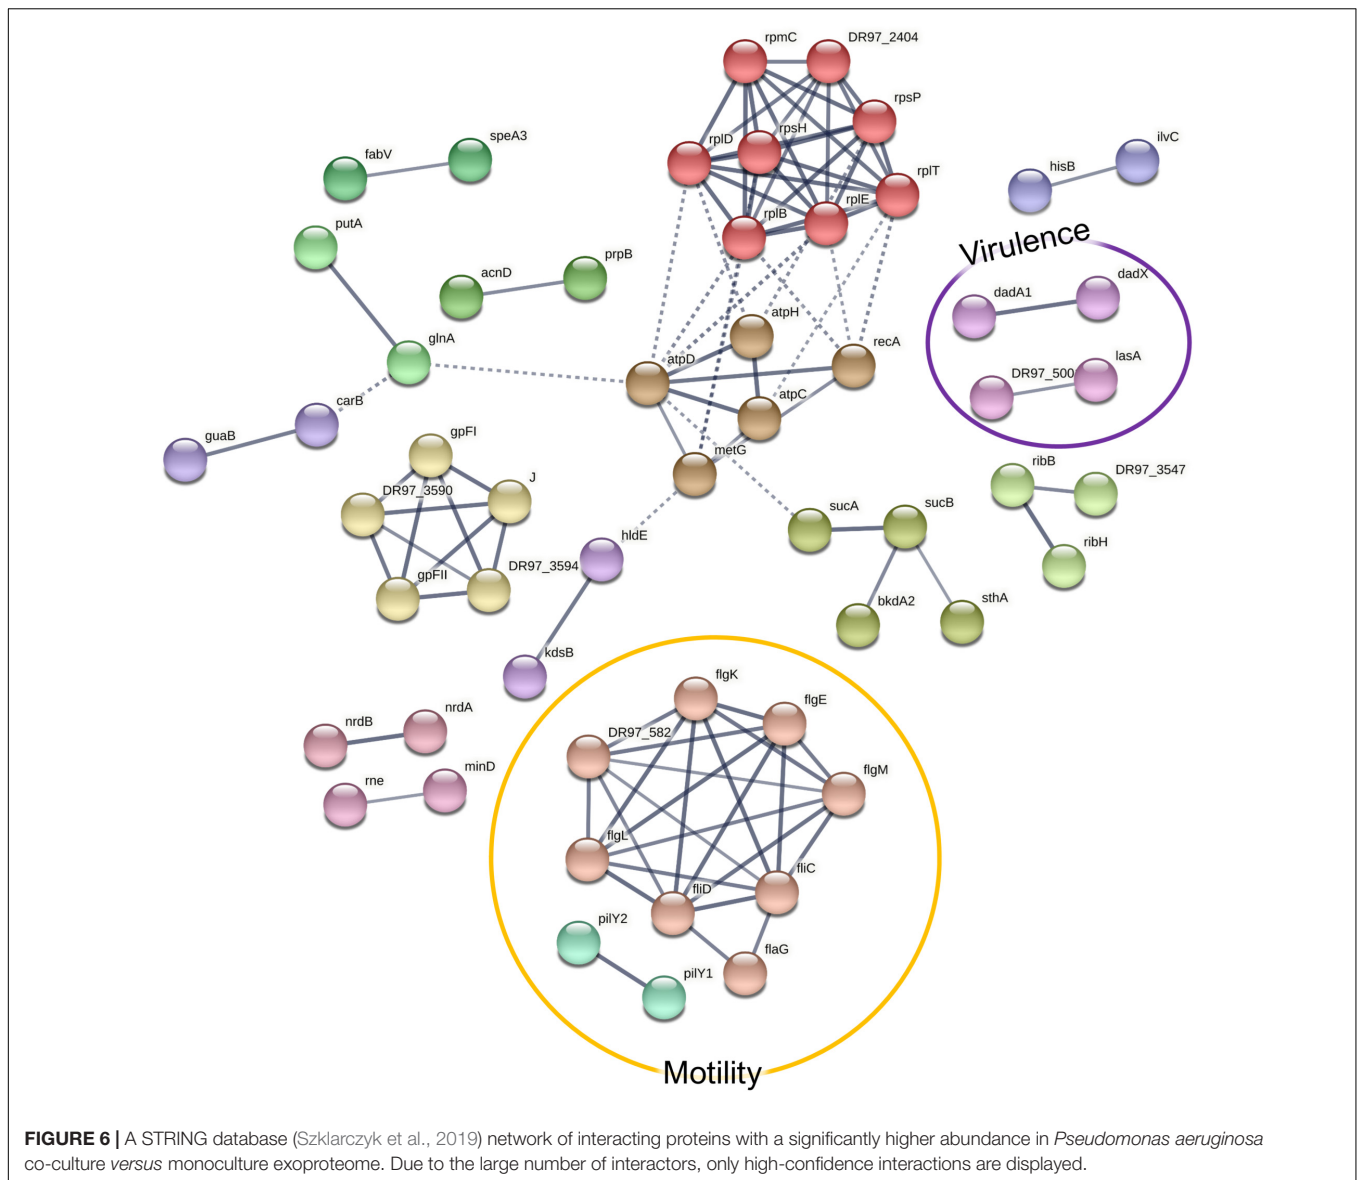 rpmC
DR97_2404
rpsP
rpsH
rplD
rplT
rplE
rplB
speA3
fabV
putA
acnD
prpB
ilvC
hisB
Virulence
dadX
dadA1
lasA
DR97_500
atpH
recA
glnA
atpD
atpC
carB
guaB
metG
gpFI
DR97_3590
J
ribB
DR97_3547
sucA
sucB
hldE
ribH
gpFII
DR97_3594
bkdA2
sthA
kdsB
flgK
flgE
nrdB
nrdA
DR97_582
flgM
rne
minD
flgL
fliC
fliD
pilY2
flaG
pilY1
Motility
FIGURE 6 | A STRING database (Szklarczyk et al., 2019) network of interacting proteins with a significantly higher abundance in Pseudomonas aeruginosa
co-culture versus monoculture exoproteome. Due to the large number of interactors, only high-confidence interactions are displayed.